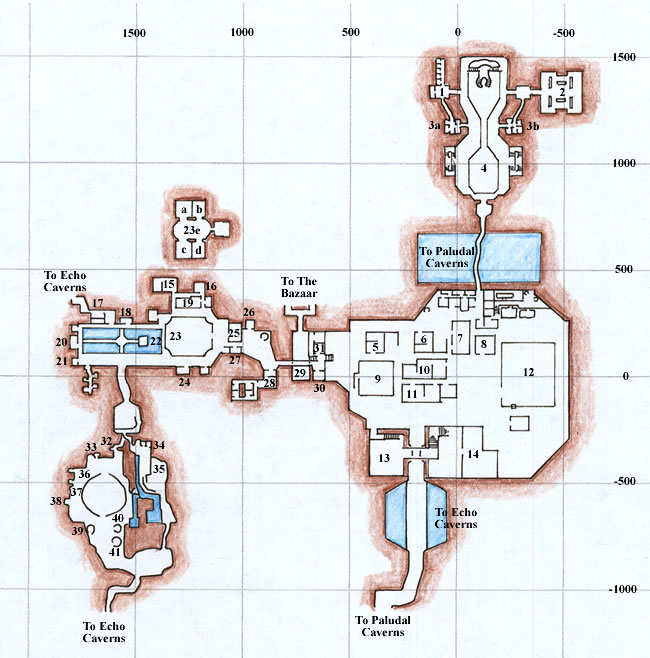 1500
1000
500
0
-500
1500
1
2
3a
3b
4
1000
a
b
23e
c
d
To Paludal
Caverns
500
To Echo
Caverns
To The
Bazaar
15
16
17
18
19
26
20
22
23
25
31
5
6
7
8
21
27
24
28
29
30
9
10
11
12
0
32
33
34
35
36
37
38
39
40
41
13
14
-500
To Echo
Caverns
-1000
To Echo
Caverns
To Paludal
Caverns